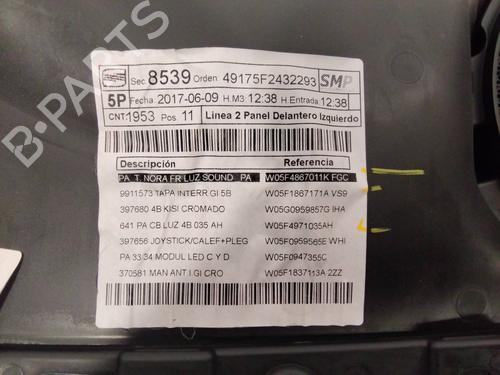 Sec 8539 Orden: 49175F2432293 SMP
5P Fecha: 2017-06-09 H.M3: 12:38 H.Entrada: 12:38
CNT: 1953 Pos. 11 Linea 2 Panel Delantero Izquierdo
Descripción Referencia
PA T. NORA FR LUZ SOUND PA W05F4867011K FGC
9911573 TAPA INTERR.GI 5B W05F1867171A VS9
397680 4B KISI CROMADO W05G0959857G IHA
641 PA CB LUZ 4B 035 AH W05F4971035AH
397656 JOYSTICK/CALEF+PLEG W05F0959565E WHI
PA 33 34 MODUL LED C Y D W05F0947355C
370581 MAN ANT I.GI CRO W05F1837113A 2ZZ
B-PARTS